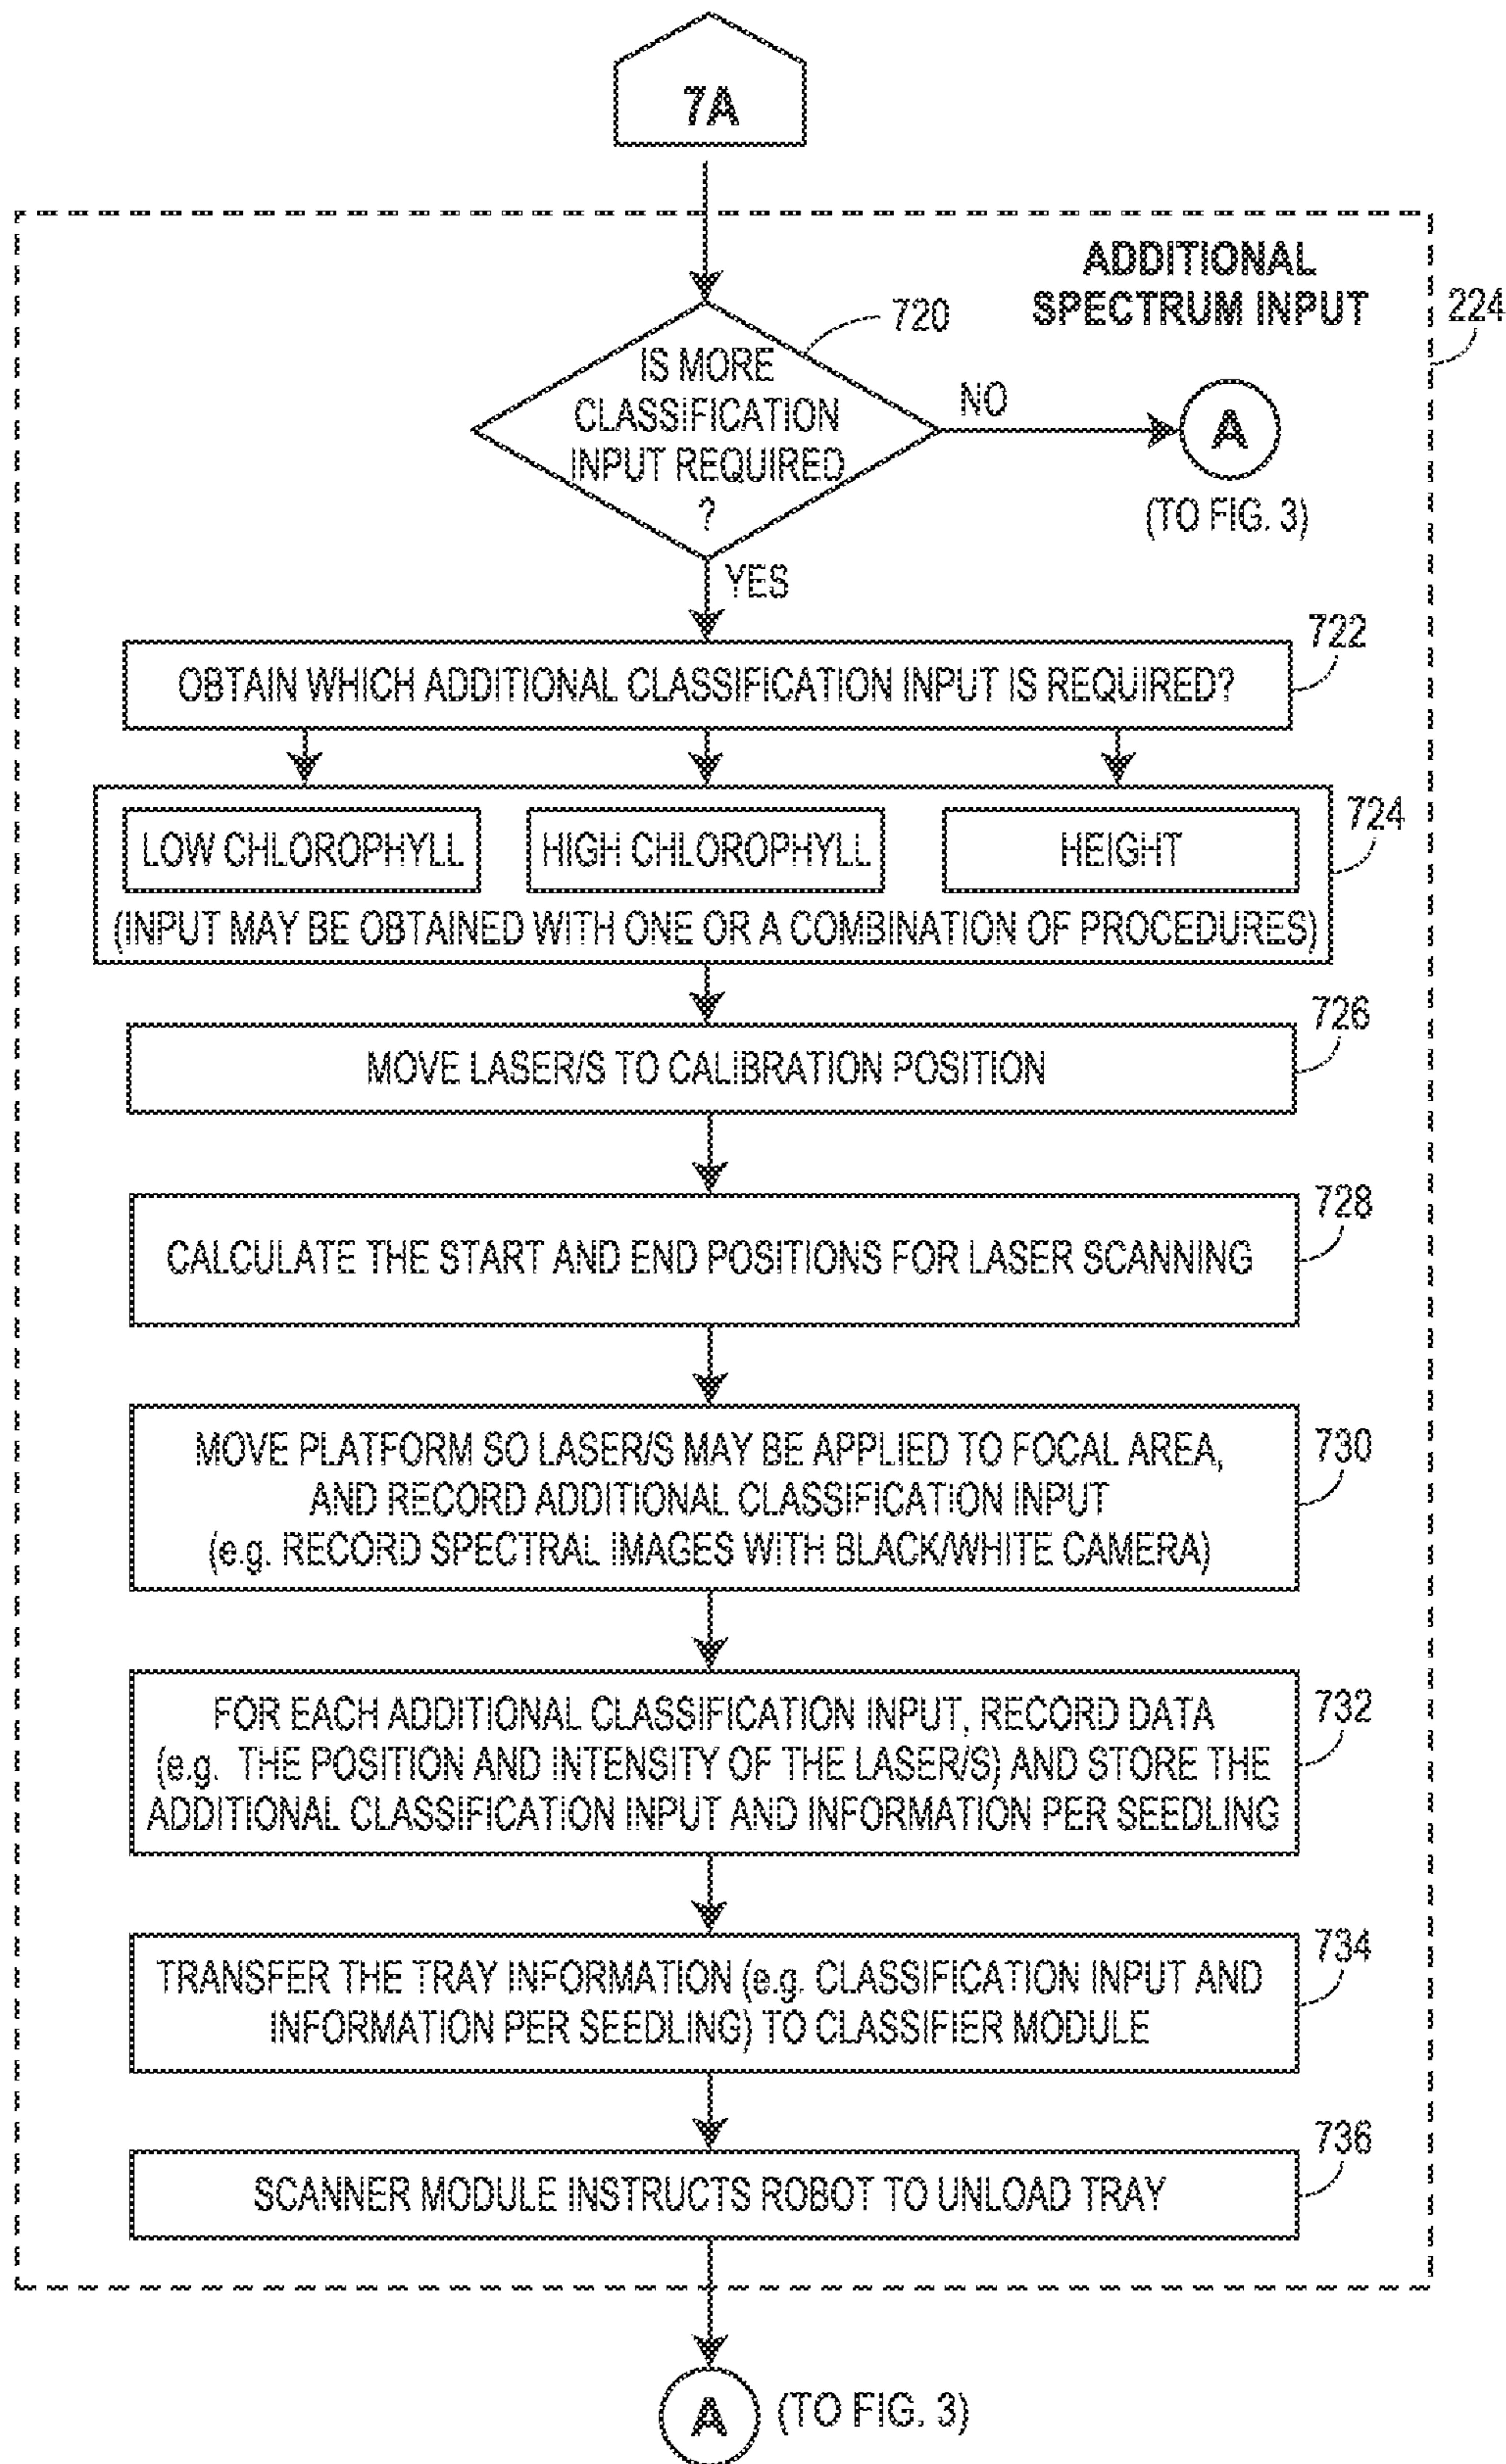 7A
ADDITIONAL
SPECTRUM INPUT
224
720
IS MORE
CLASSIFICATION
INPUT REQUIRED
?
NO
A
(TO FIG. 3)
YES
722
OBTAIN WHICH ADDITIONAL CLASSIFICATION INPUT IS REQUIRED?
724
LOW CHLOROPHYLL
HIGH CHLOROPHYLL
HEIGHT
(INPUT MAY BE OBTAINED WITH ONE OR A COMBINATION OF PROCEDURES)
726
MOVE LASER/S TO CALIBRATION POSITION
728
CALCULATE THE START AND END POSITIONS FOR LASER SCANNING
730
MOVE PLATFORM SO LASER/S MAY BE APPLIED TO FOCAL AREA,
AND RECORD ADDITIONAL CLASSIFICATION INPUT
(e.g. RECORD SPECTRAL IMAGES WITH BLACK/WHITE CAMERA)
732
FOR EACH ADDITIONAL CLASSIFICATION INPUT, RECORD DATA
(e.g. THE POSITION AND INTENSITY OF THE LASER/S) AND STORE THE
ADDITIONAL CLASSIFICATION INPUT AND INFORMATION PER SEEDLING
734
TRANSFER THE TRAY INFORMATION (e.g. CLASSIFICATION INPUT AND
INFORMATION PER SEEDLING) TO CLASSIFIER MODULE
736
SCANNER MODULE INSTRUCTS ROBOT TO UNLOAD TRAY
A
(TO FIG. 3)